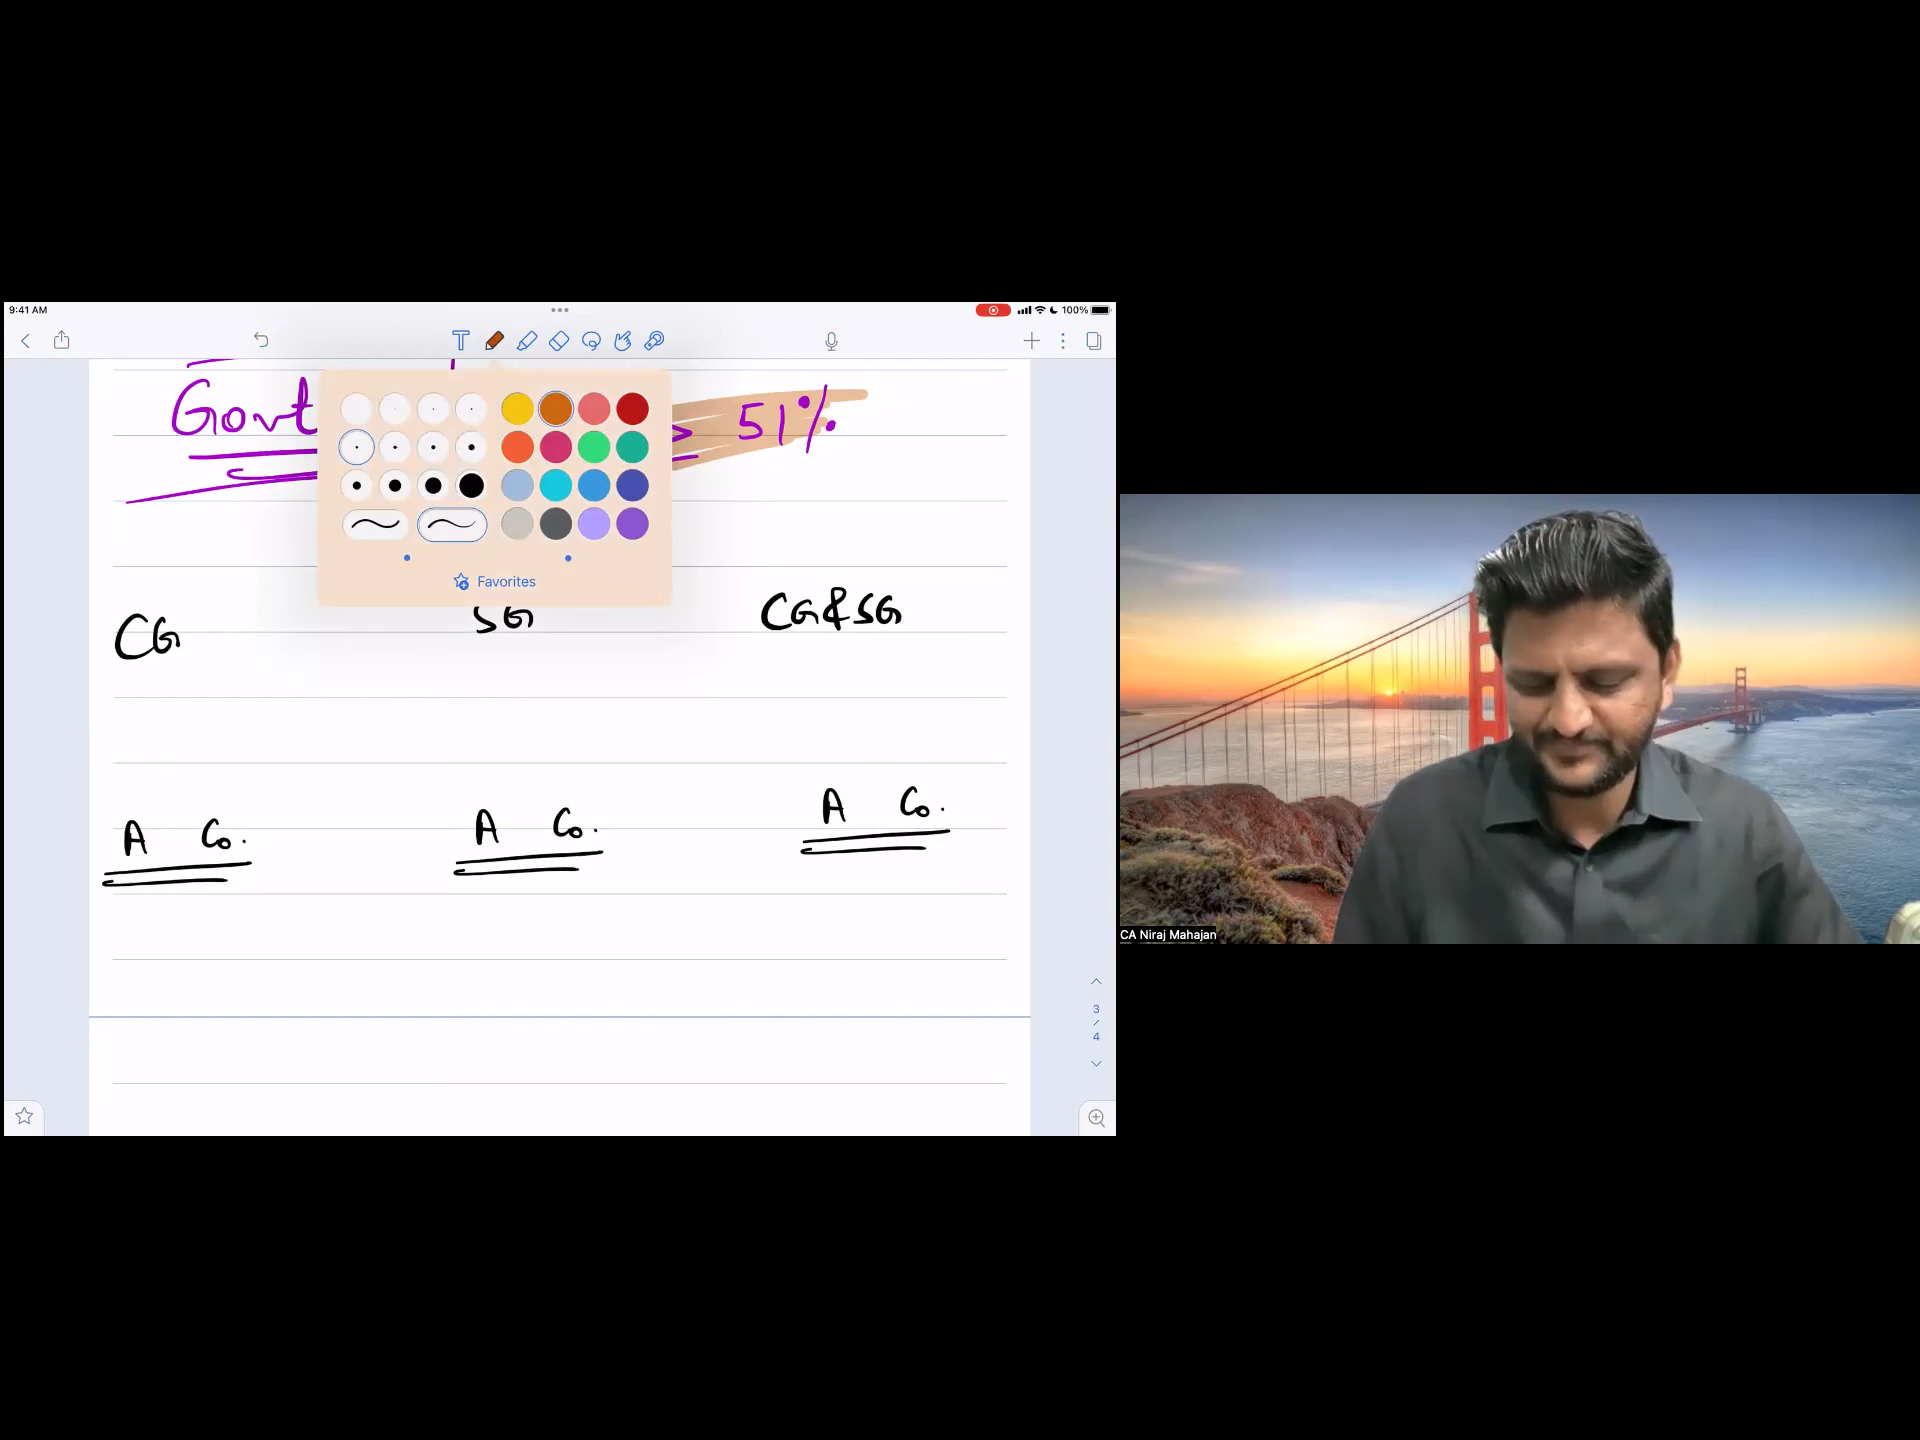 9:41 AM
100%
T
Govt ≥ 51%
Favorites
CG SG CG&SG
A Co. A Co. A Co.
3
/
4
CA Niraj Mahajan